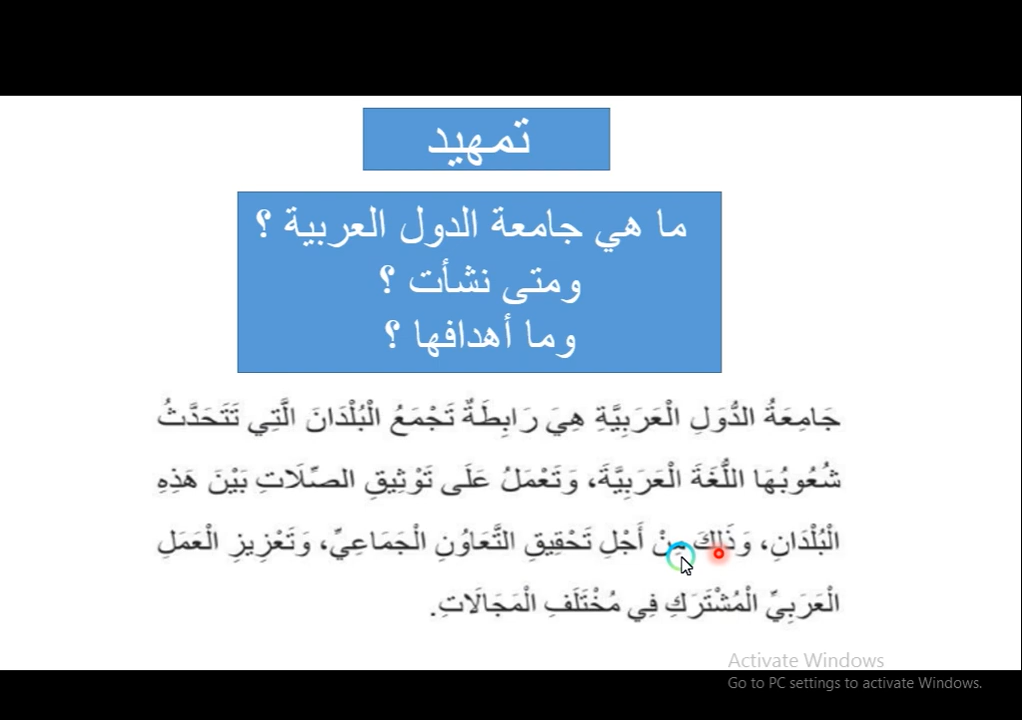 تمهيد
ما هي جامعة الدول العربية ؟
ومتى نشأت ؟
وما أهدافها ؟
جَامِعَةُ الدُّوَلِ الْعَرَبِيَّةِ هِيَ رَابِطَةٌ تَجْمَعُ الْبُلْدَانَ الَّتِي تَتَحَدَّثُ
شُعُوبُهَا اللُّغَةَ الْعَرَبِيَّةَ، وَتَعْمَلُ عَلَى تَوْثِيقِ الصِّلَاتِ بَيْنَ هَذِهِ
الْبُلْدَانِ، وَذَلِكَ مِنْ أَجْلِ تَحْقِيقِ التَّعَاوُنِ الْجَمَاعِيِّ، وَتَعْزِيزِ الْعَمَلِ
الْعَرَبِيِّ الْمُشْتَرَكِ فِي مُخْتَلَفِ الْمَجَالَاتِ.
Activate Windows
Go to PC settings to activate Windows.